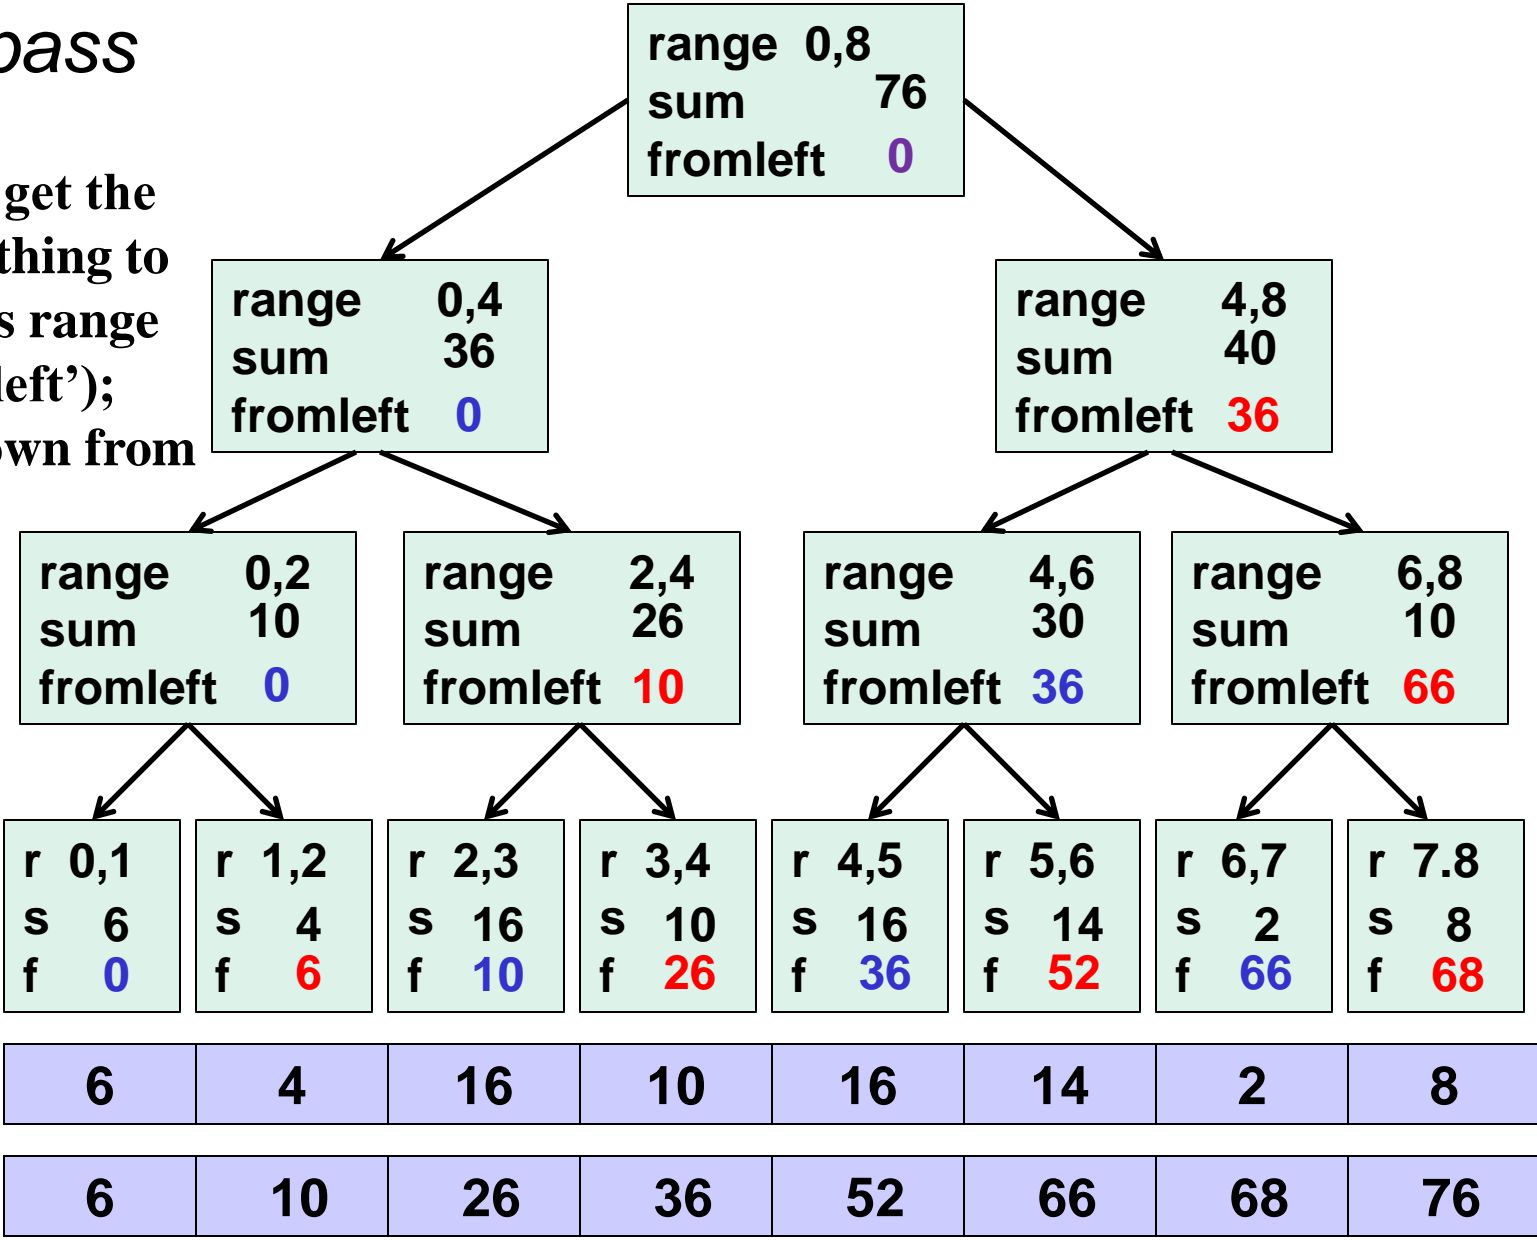 pass
range 0,8
sum 76
fromleft 0
get the
thing to
s range
left’);
own from
range 0,4
sum 36
fromleft 0
range 4,8
sum 40
fromleft 36
range 0,2
sum 10
fromleft 0
range 2,4
sum 26
fromleft 10
range 4,6
sum 30
fromleft 36
range 6,8
sum 10
fromleft 66
r 0,1
s 6
f 0
r 1,2
s 4
f 6
r 2,3
s 16
f 10
r 3,4
s 10
f 26
r 4,5
s 16
f 36
r 5,6
s 14
f 52
r 6,7
s 2
f 66
r 7.8
s 8
f 68
6 4 16 10 16 14 2 8
6 10 26 36 52 66 68 76